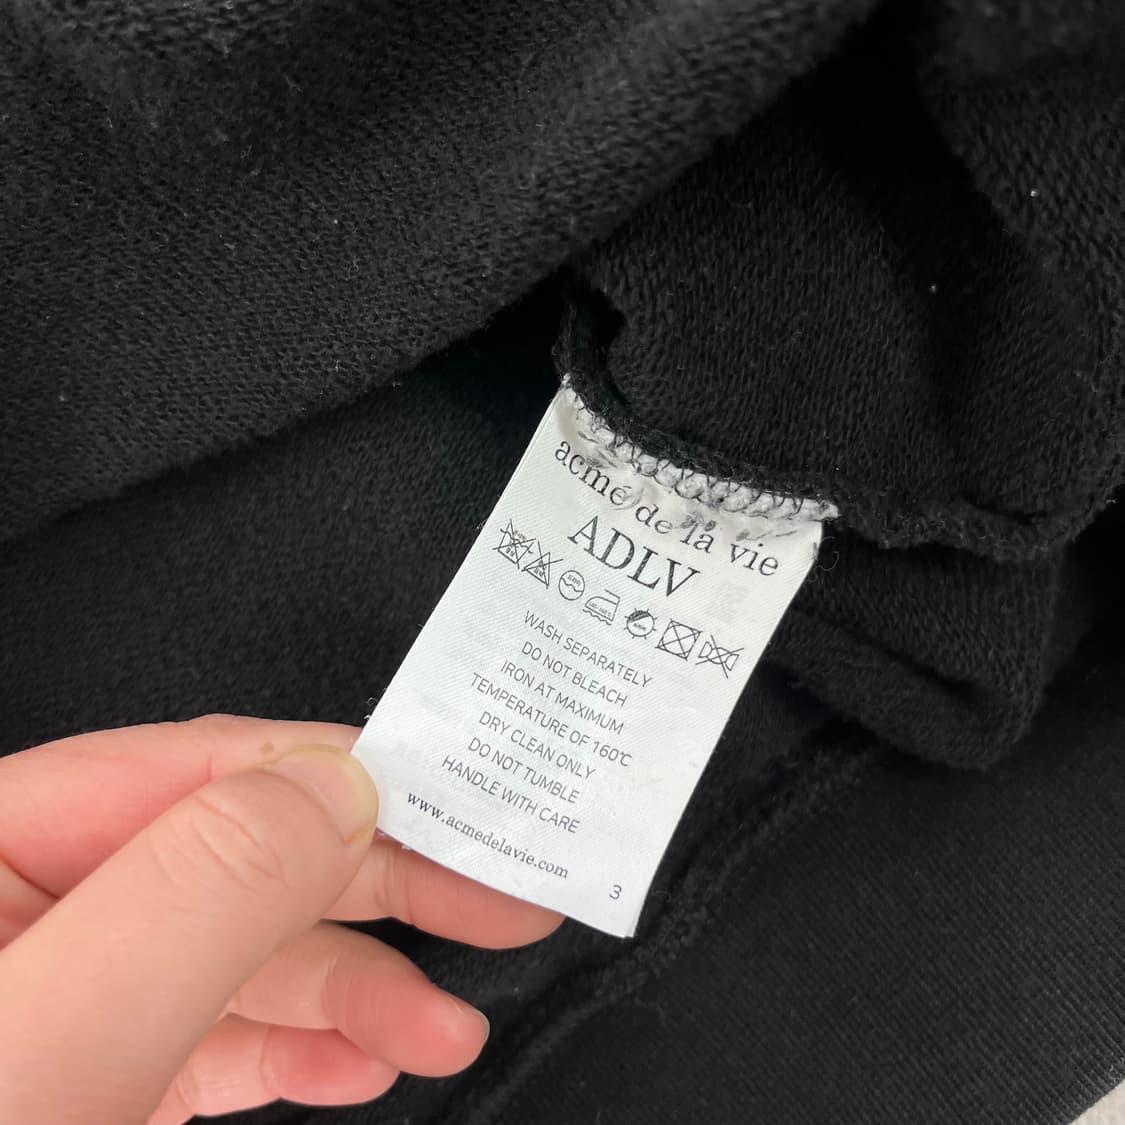 acmé de la vie
ADLV
WASH SEPARATELY
DO NOT BLEACH
IRON AT MAXIMUM
TEMPERATURE OF 160℃
DRY CLEAN ONLY
DO NOT TUMBLE
HANDLE WITH CARE
www.acmedelavie.com
3